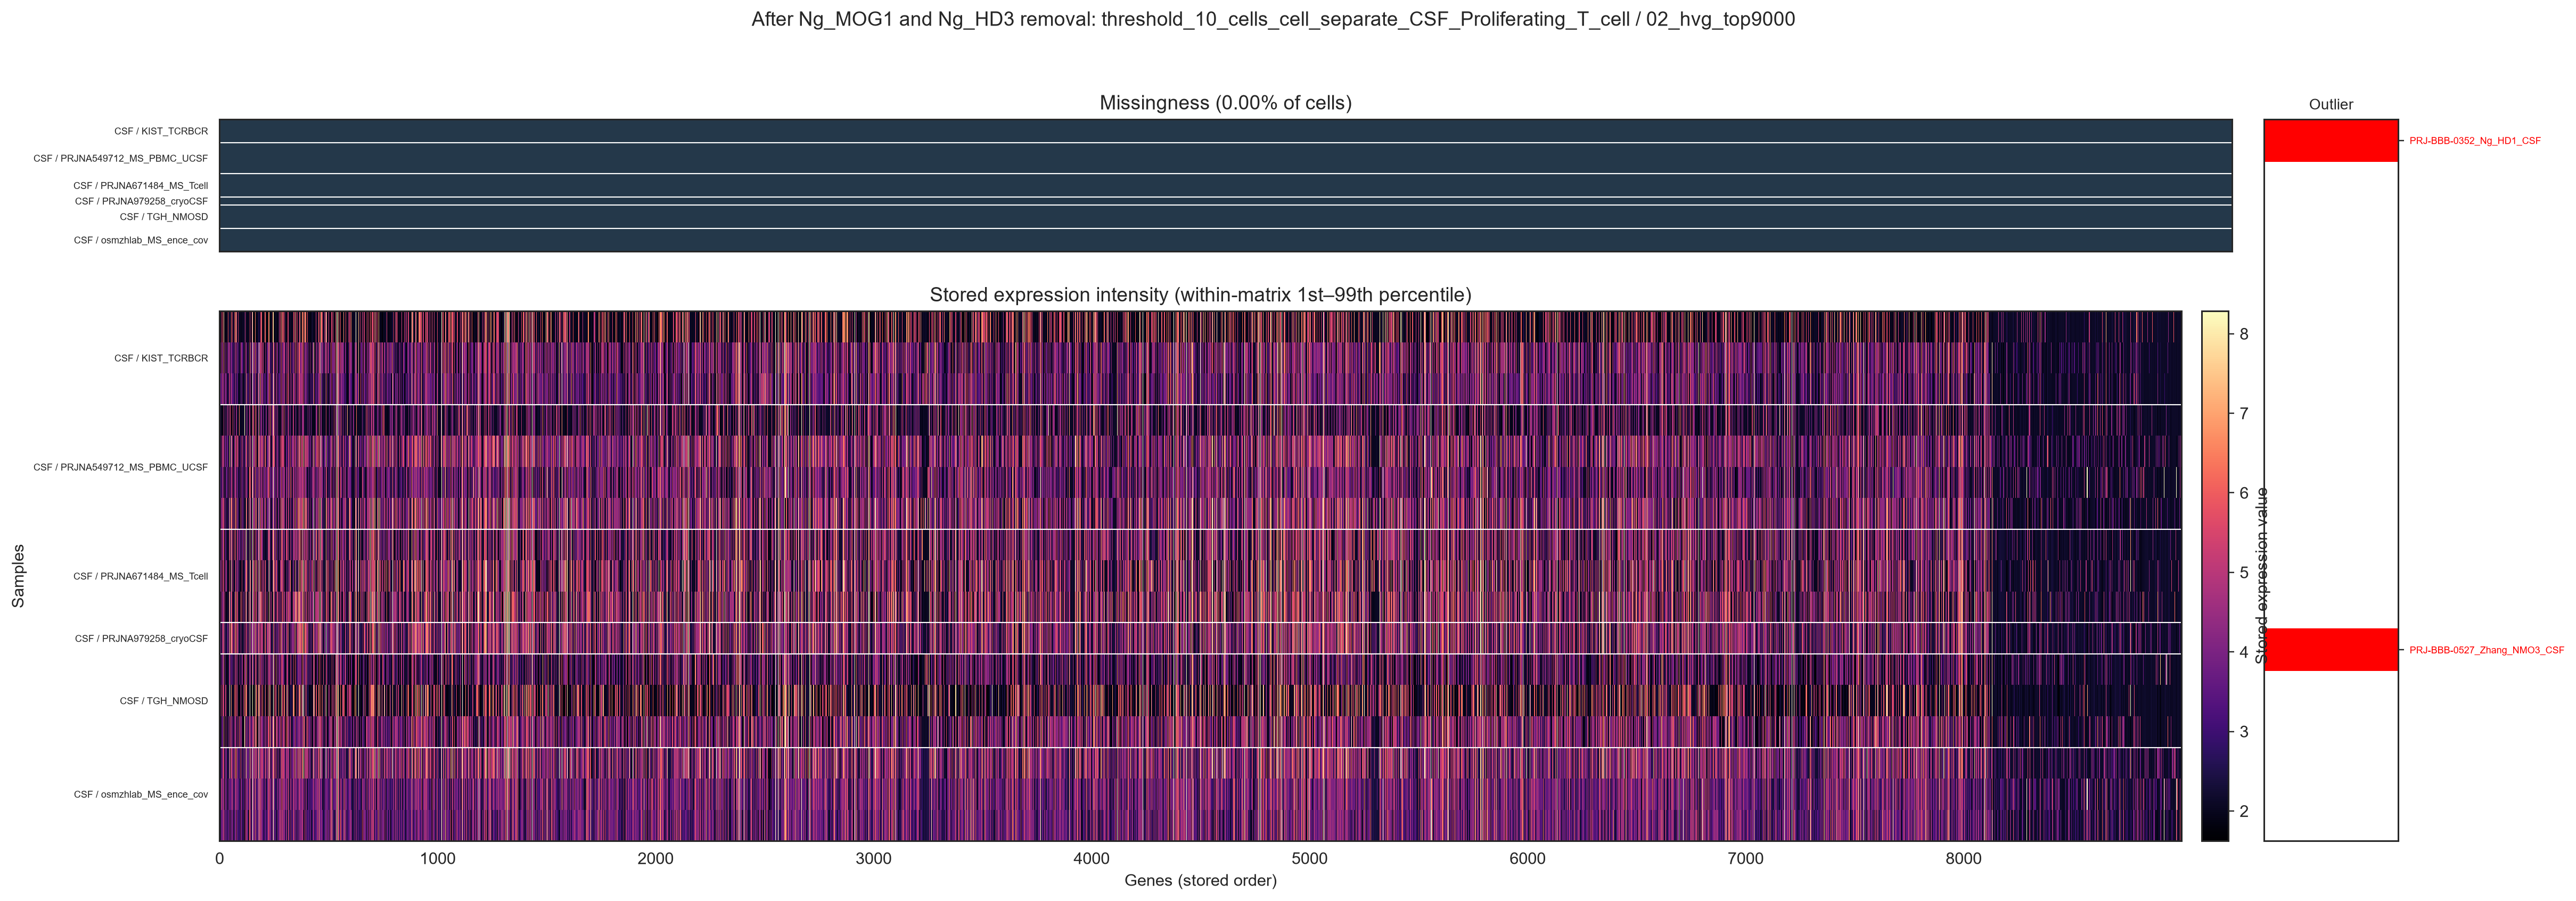 After Ng_MOG1 and Ng_HD3 removal: threshold_10_cells_cell_separate_CSF_Proliferating_T_cell / 02_hvg_top9000
Missingness (0.00% of cells)
CSF / KIST_TCRBCR
CSF / PRJNA549712_MS_PBMC_UCSF
CSF / PRJNA671484_MS_Tcell
CSF / PRJNA979258_cryoCSF
CSF / TGH_NMOSD
CSF / osmzhlab_MS_ence_cov
Outlier
PRJ-BBB-0352_Ng_HD1_CSF
PRJ-BBB-0527_Zhang_NMO3_CSF
Stored expression intensity (within-matrix 1st–99th percentile)
Samples
CSF / KIST_TCRBCR
CSF / PRJNA549712_MS_PBMC_UCSF
CSF / PRJNA671484_MS_Tcell
CSF / PRJNA979258_cryoCSF
CSF / TGH_NMOSD
CSF / osmzhlab_MS_ence_cov
0 1000 2000 3000 4000 5000 6000 7000 8000
Genes (stored order)
8
7
6
5
4
3
2
Stored expression value